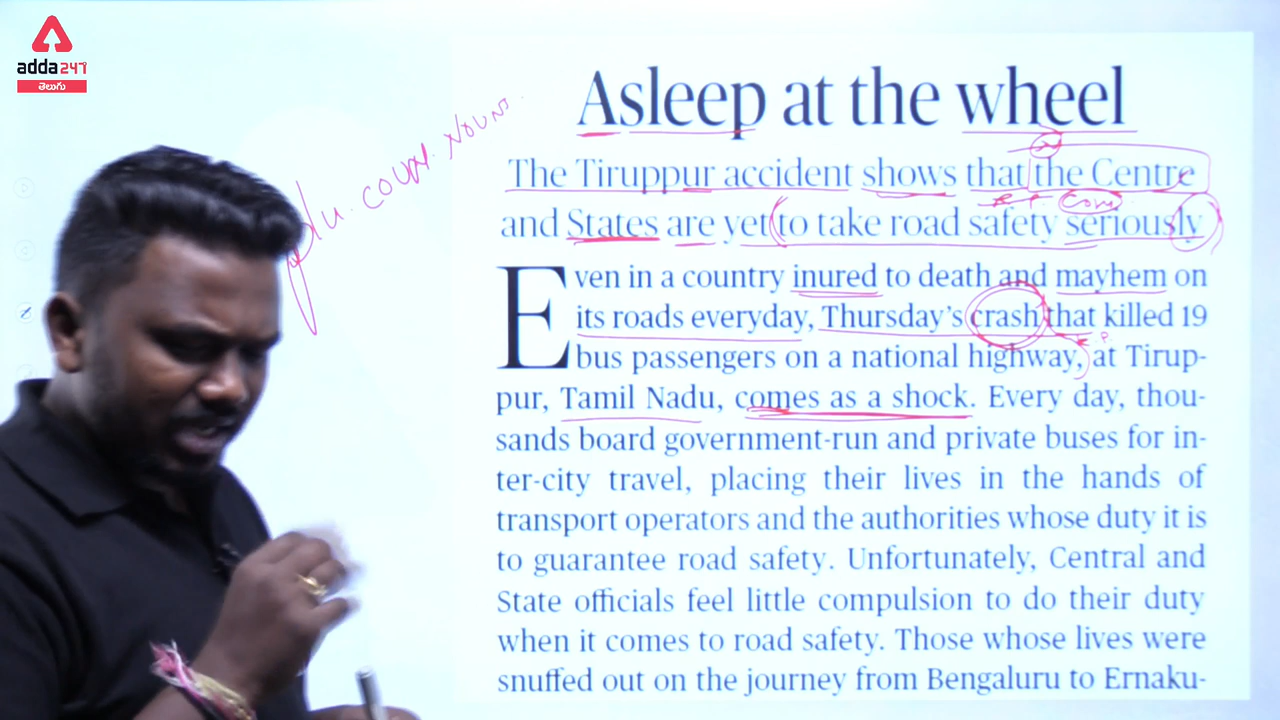 adda247
తెలుగు
Asleep at the wheel
The Tiruppur accident shows that the Centre
and States are yet to take road safety seriously
Even in a country inured to death and mayhem on
its roads everyday, Thursday's crash that killed 19
bus passengers on a national highway, at Tirup-
pur, Tamil Nadu, comes as a shock. Every day, thou-
sands board government-run and private buses for in-
ter-city travel, placing their lives in the hands of
transport operators and the authorities whose duty it is
to guarantee road safety. Unfortunately, Central and
State officials feel little compulsion to do their duty
when it comes to road safety. Those whose lives were
snuffed out on the journey from Bengaluru to Ernaku-